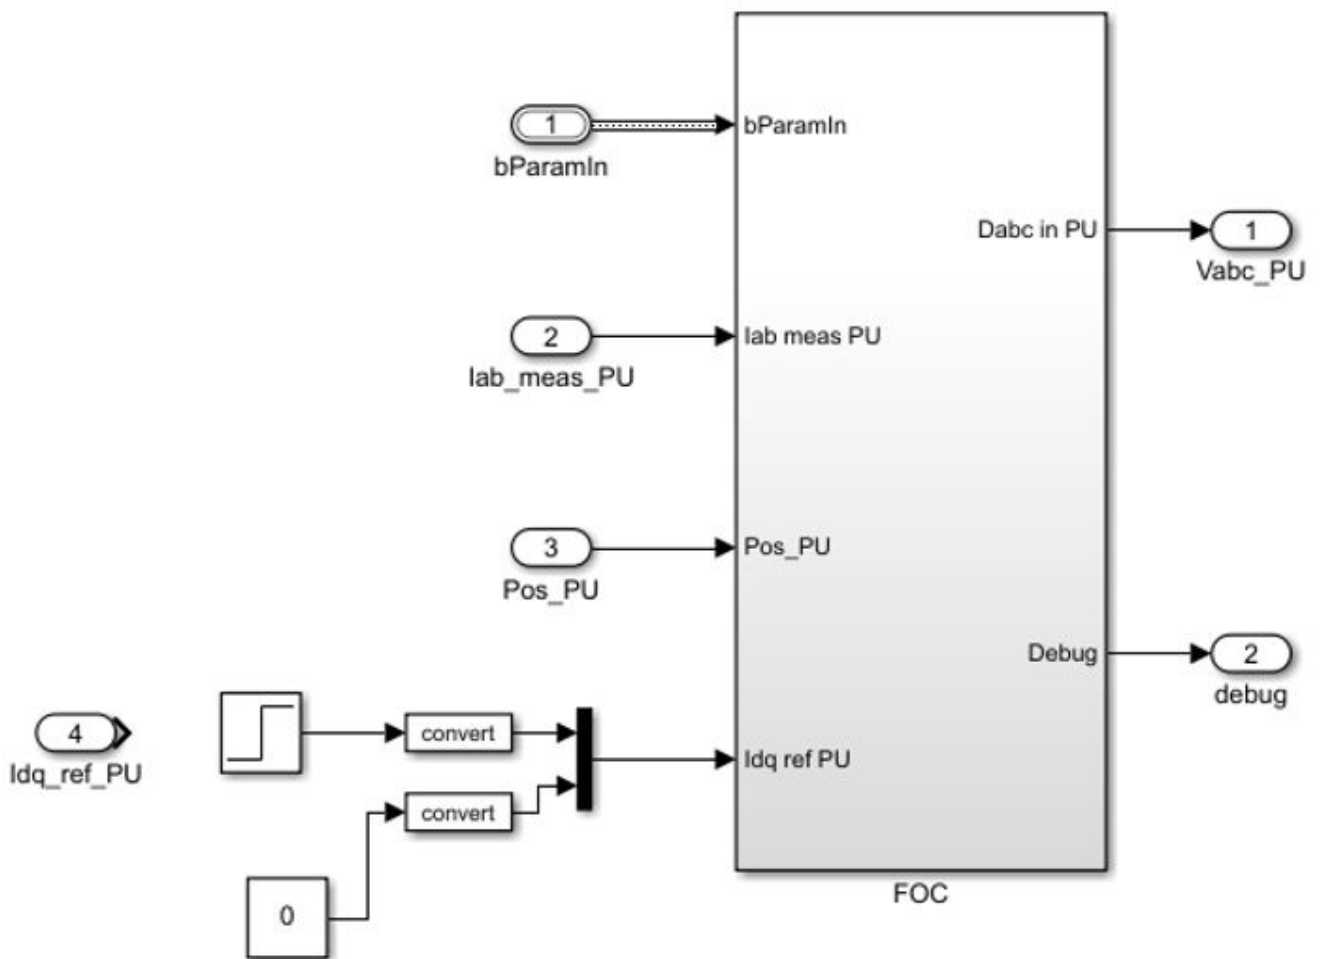 1
bParamIn
bParamIn
Dabc in PU
1
Vabc_PU
2
Iab meas PU
Iab_meas_PU
3
Pos_PU
Pos_PU
Debug
2
debug
4
Idq_ref_PU
convert
Idq ref PU
convert
0
FOC